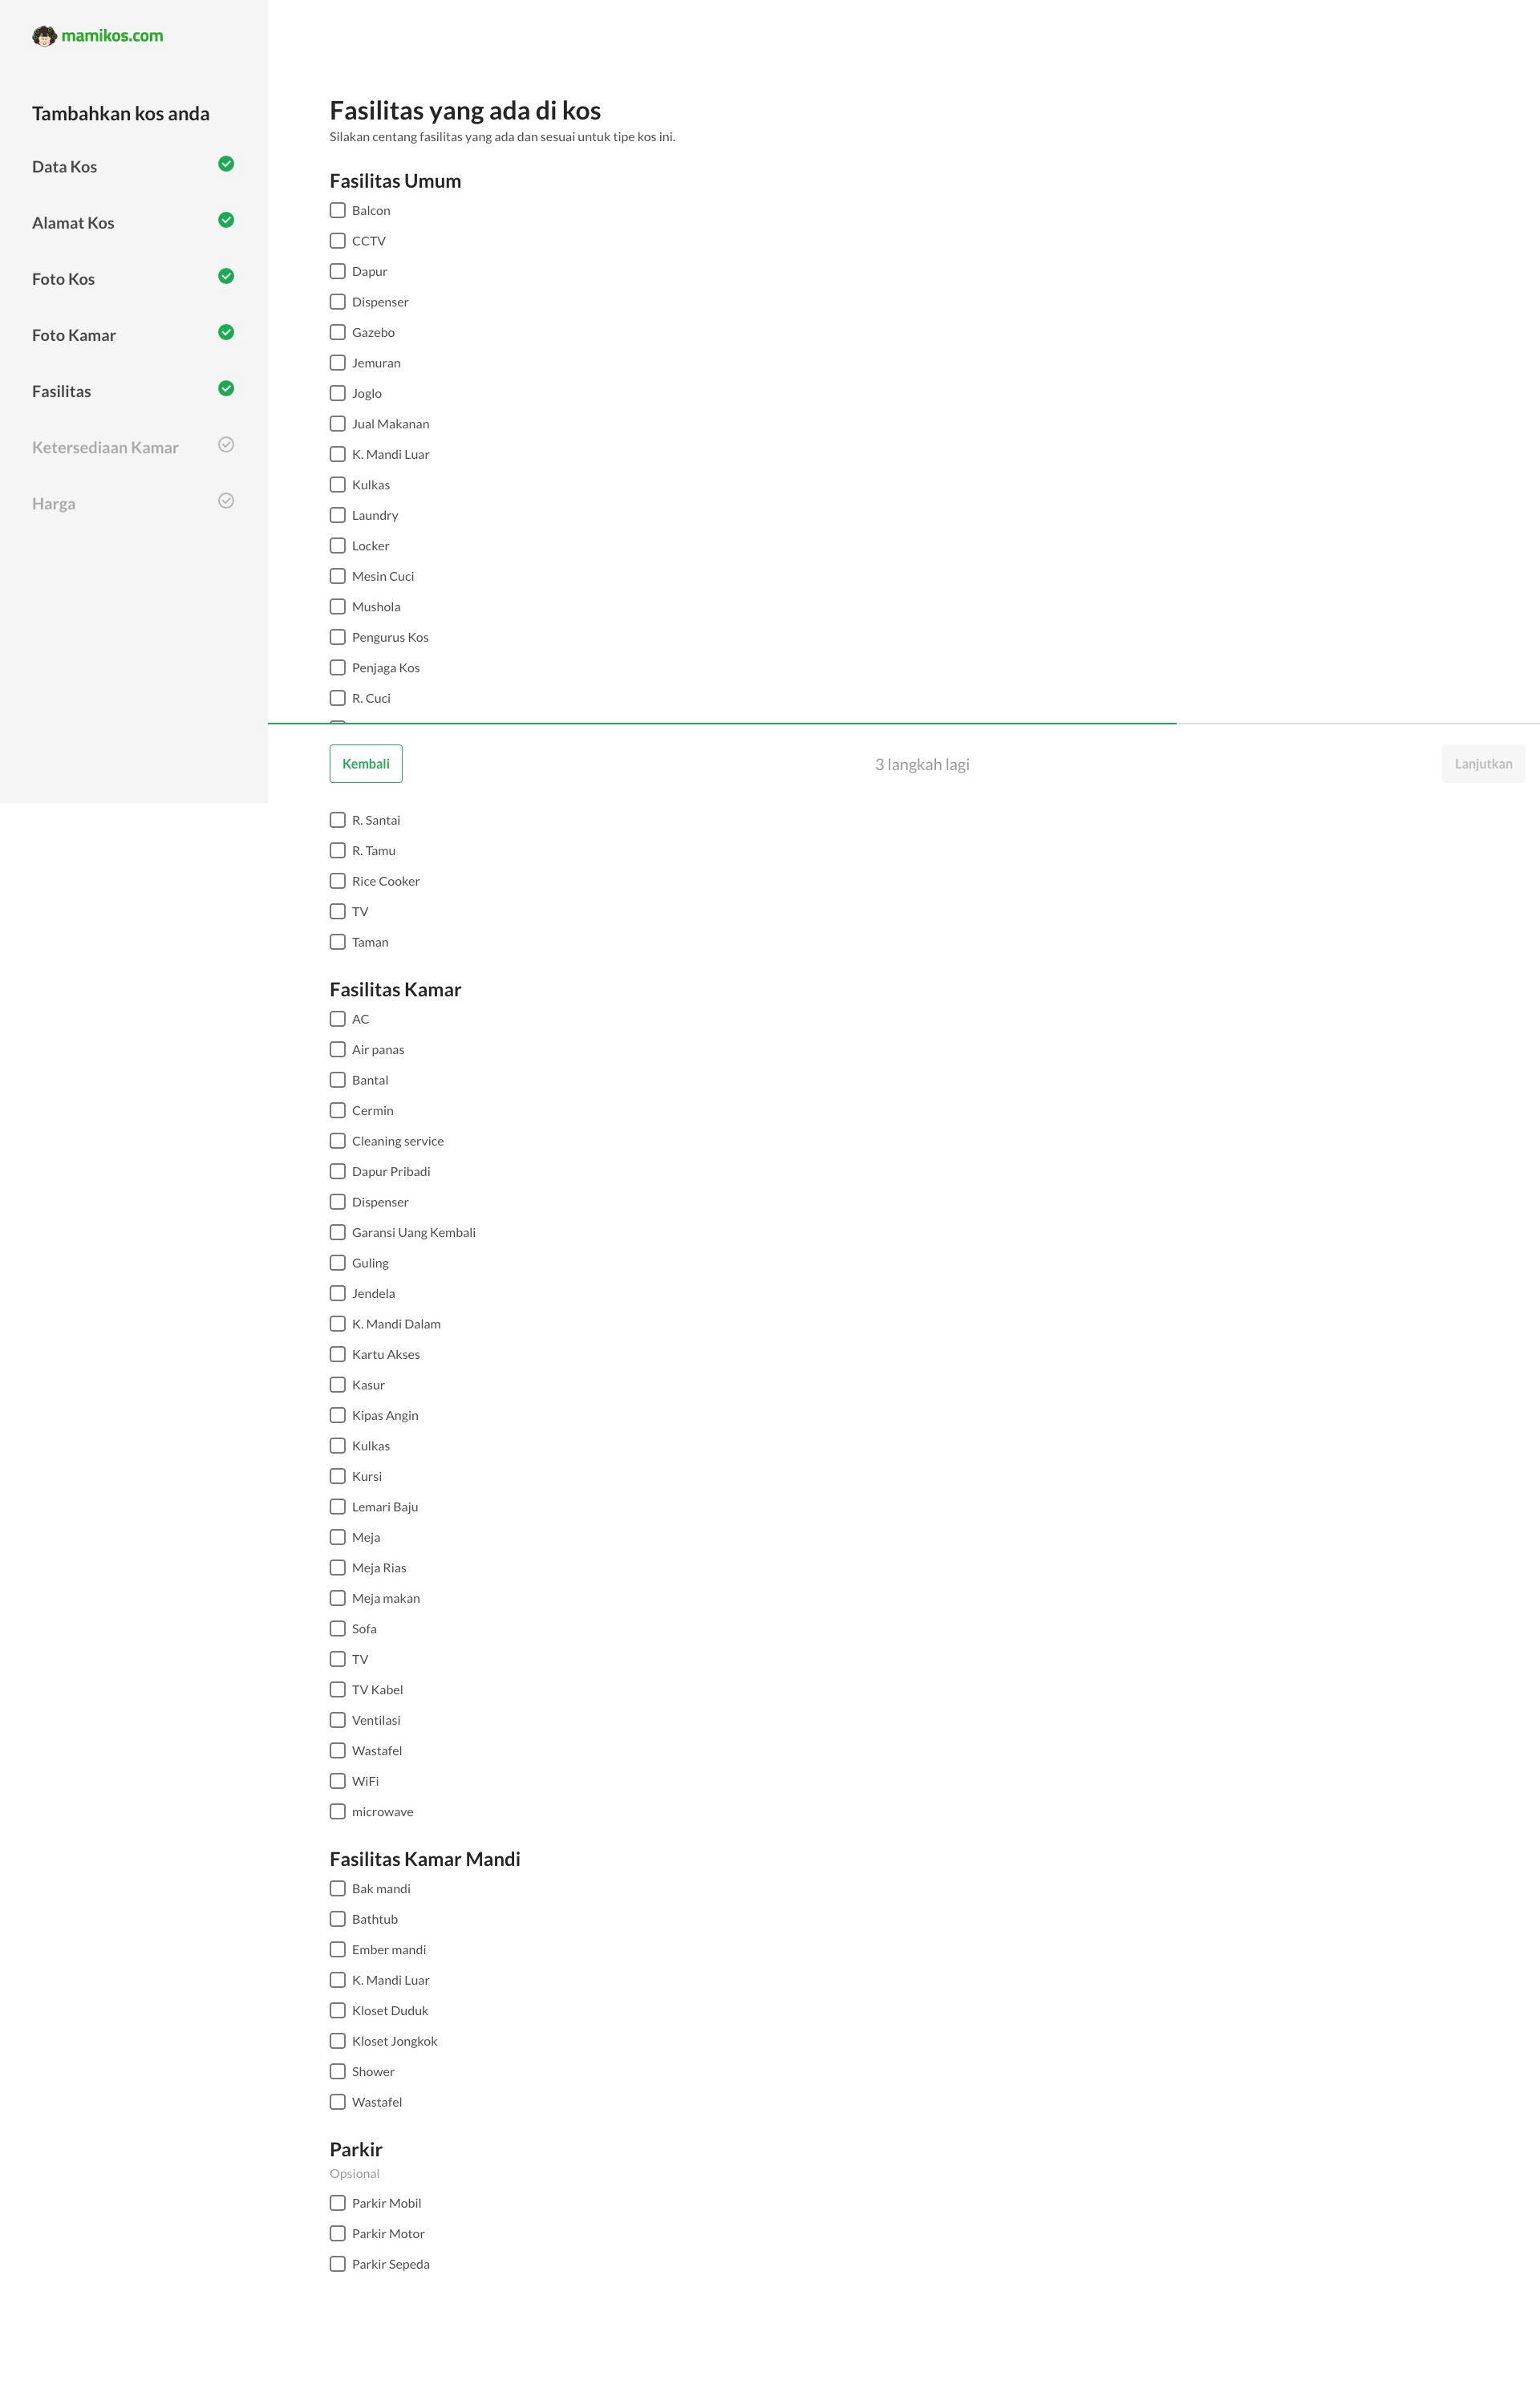 mamikos.com
Tambahkan kos anda
Data Kos
Alamat Kos
Foto Kos
Foto Kamar
Fasilitas
Ketersediaan Kamar
Harga
Fasilitas yang ada di kos
Silakan centang fasilitas yang ada dan sesuai untuk tipe kos ini.
Fasilitas Umum
Balcon
CCTV
Dapur
Dispenser
Gazebo
Jemuran
Joglo
Jual Makanan
K. Mandi Luar
Kulkas
Laundry
Locker
Mesin Cuci
Mushola
Pengurus Kos
Penjaga Kos
R. Cuci
Kembali
3 langkah lagi
Lanjutkan
R. Santai
R. Tamu
Rice Cooker
TV
Taman
Fasilitas Kamar
AC
Air panas
Bantal
Cermin
Cleaning service
Dapur Pribadi
Dispenser
Garansi Uang Kembali
Guling
Jendela
K. Mandi Dalam
Kartu Akses
Kasur
Kipas Angin
Kulkas
Kursi
Lemari Baju
Meja
Meja Rias
Meja makan
Sofa
TV
TV Kabel
Ventilasi
Wastafel
WiFi
microwave
Fasilitas Kamar Mandi
Bak mandi
Bathtub
Ember mandi
K. Mandi Luar
Kloset Duduk
Kloset Jongkok
Shower
Wastafel
Parkir
Opsional
Parkir Mobil
Parkir Motor
Parkir Sepeda